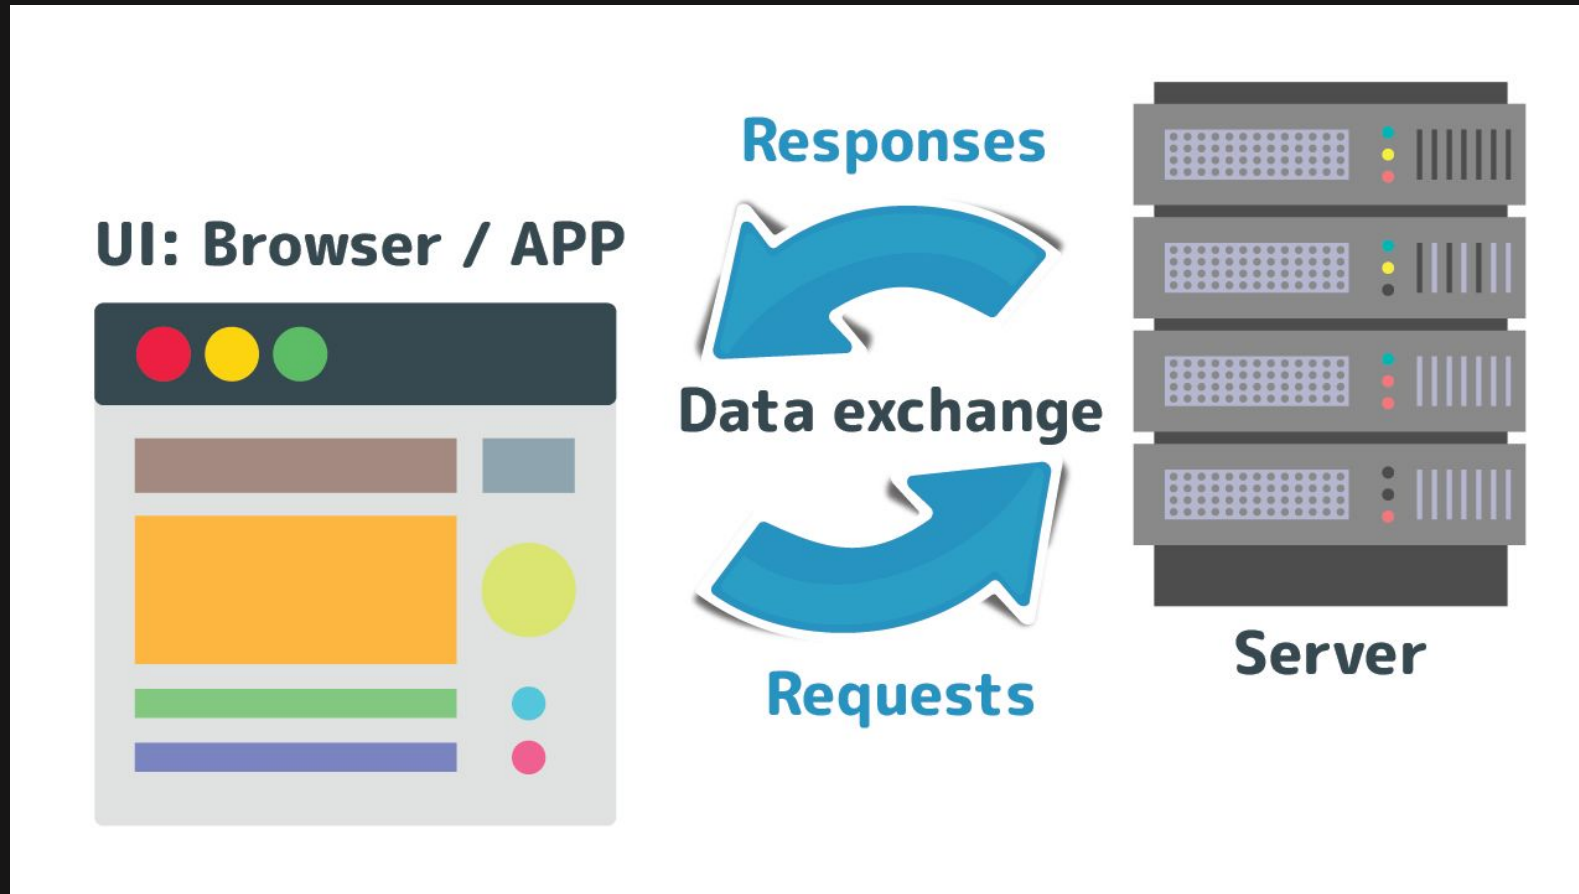 UI: Browser / APP
Responses
Data exchange
Requests
Server